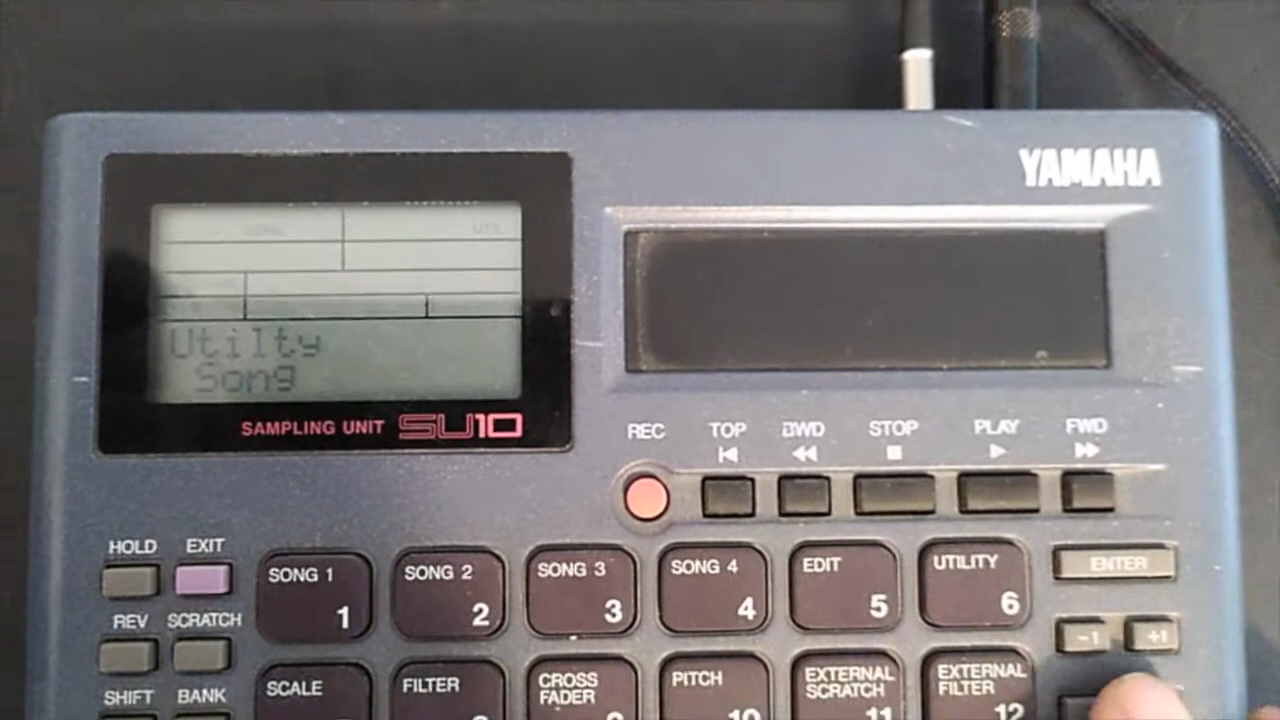 YAMAHA
UTIL
Utilty
Song
SAMPLING UNIT SU10
REC TOP BWD STOP PLAY FWD
HOLD EXIT
SONG 1 SONG 2 SONG 3 SONG 4 EDIT UTILITY ENTER
1 2 3 4 5 6
REV SCRATCH
-1 +1
SHIFT BANK
SCALE FILTER CROSS FADER PITCH EXTERNAL SCRATCH EXTERNAL FILTER
10 11 12